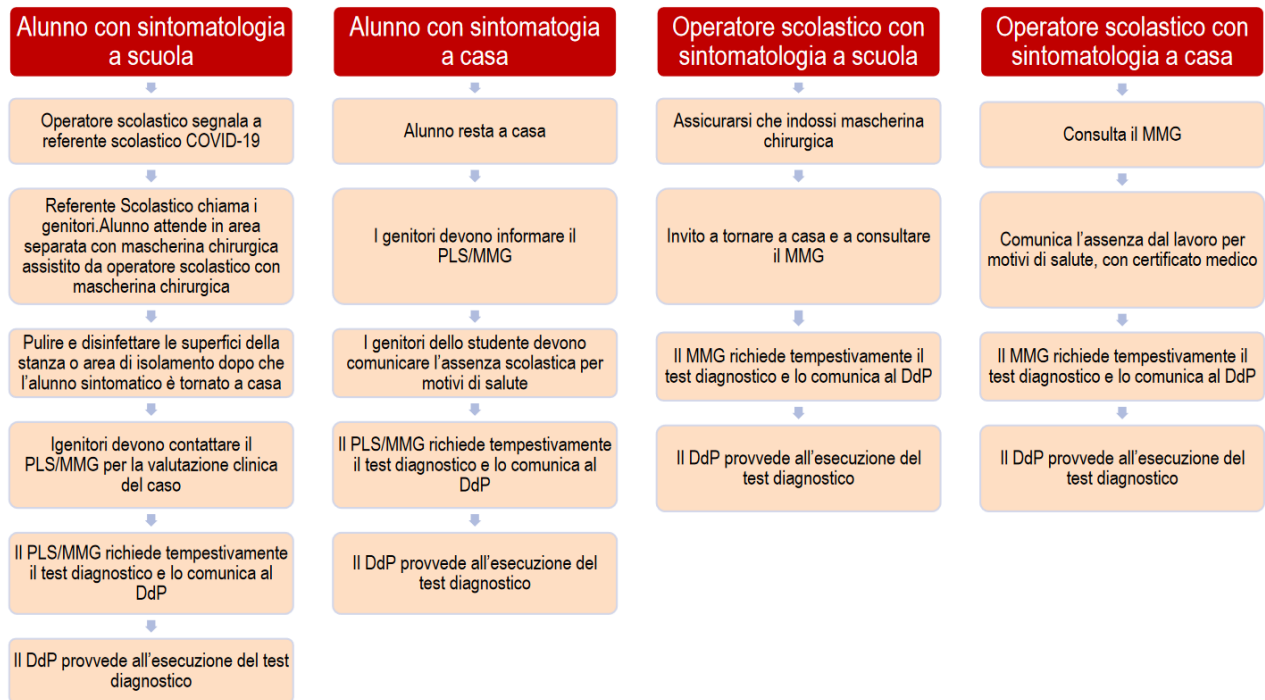 Alunno con sintomatologia
a scuola
Operatore scolastico segnala a
referente scolastico COVID-19
Referente Scolastico chiama i
genitori.Alunno attende in area
separata con mascherina chirurgica
assistito da operatore scolastico con
mascherina chirurgica
Pulire e disinfettare le superfici della
stanza o area di isolamento dopo che
l'alunno sintomatico è tornato a casa
Igenitori devono contattare il
PLS/MMG per la valutazione clinica
del caso
Il PLS/MMG richiede tempestivamente
il test diagnostico e lo comunica al
DdP
Il DdP provvede all'esecuzione del test
diagnostico
Alunno con sintomatogia
a casa
Alunno resta a casa
I genitori devono informare il
PLS/MMG
I genitori dello studente devono
comunicare l'assenza scolastica per
motivi di salute
Il PLS/MMG richiede tempestivamente
il test diagnostico e lo comunica al
DdP
Il DdP provvede all'esecuzione del
test diagnostico
Operatore scolastico con
sintomatologia a scuola
Assicurarsi che indossi mascherina
chirurgica
Invito a tornare a casa e a consultare
il MMG
Il MMG richiede tempestivamente il
test diagnostico e lo comunica al DdP
Il DdP provvede all'esecuzione del
test diagnostico
Operatore scolastico con
sintomatologia a casa
Consulta il MMG
Comunica l'assenza dal lavoro per
motivi di salute, con certificato medico
Il MMG richiede tempestivamente il
test diagnostico e lo comunica al DdP
Il DdP provvede all'esecuzione del
test diagnostico